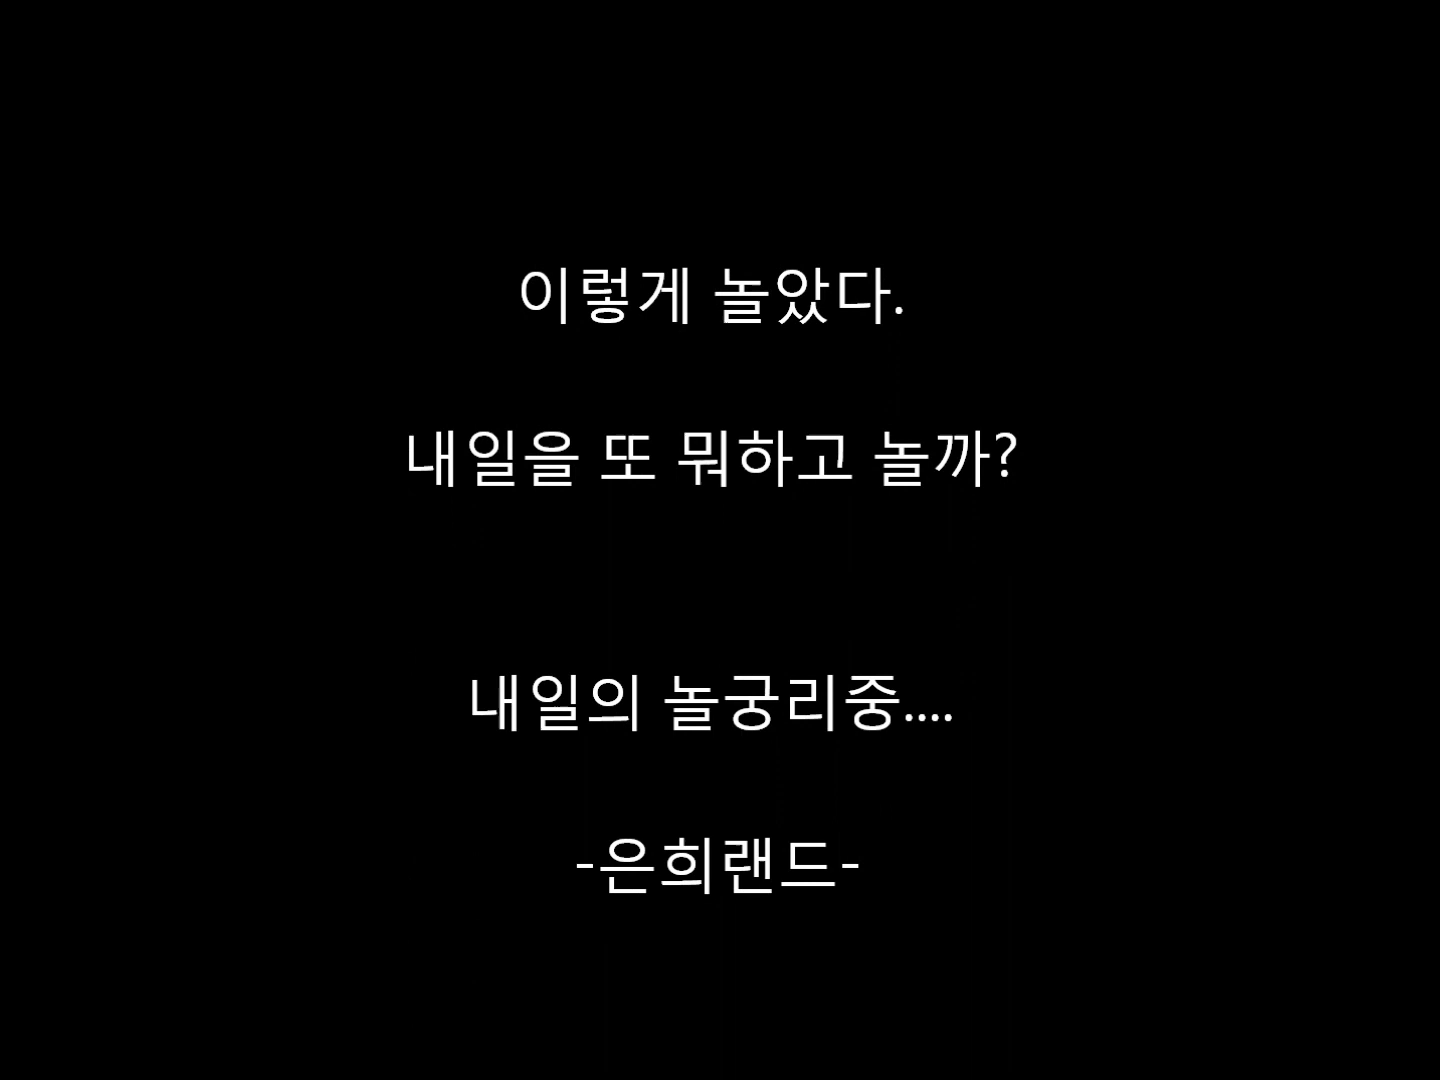 이렇게 놀았다.
내일을 또 뭐하고 놀까?
내일의 놀궁리중....
-은희랜드-